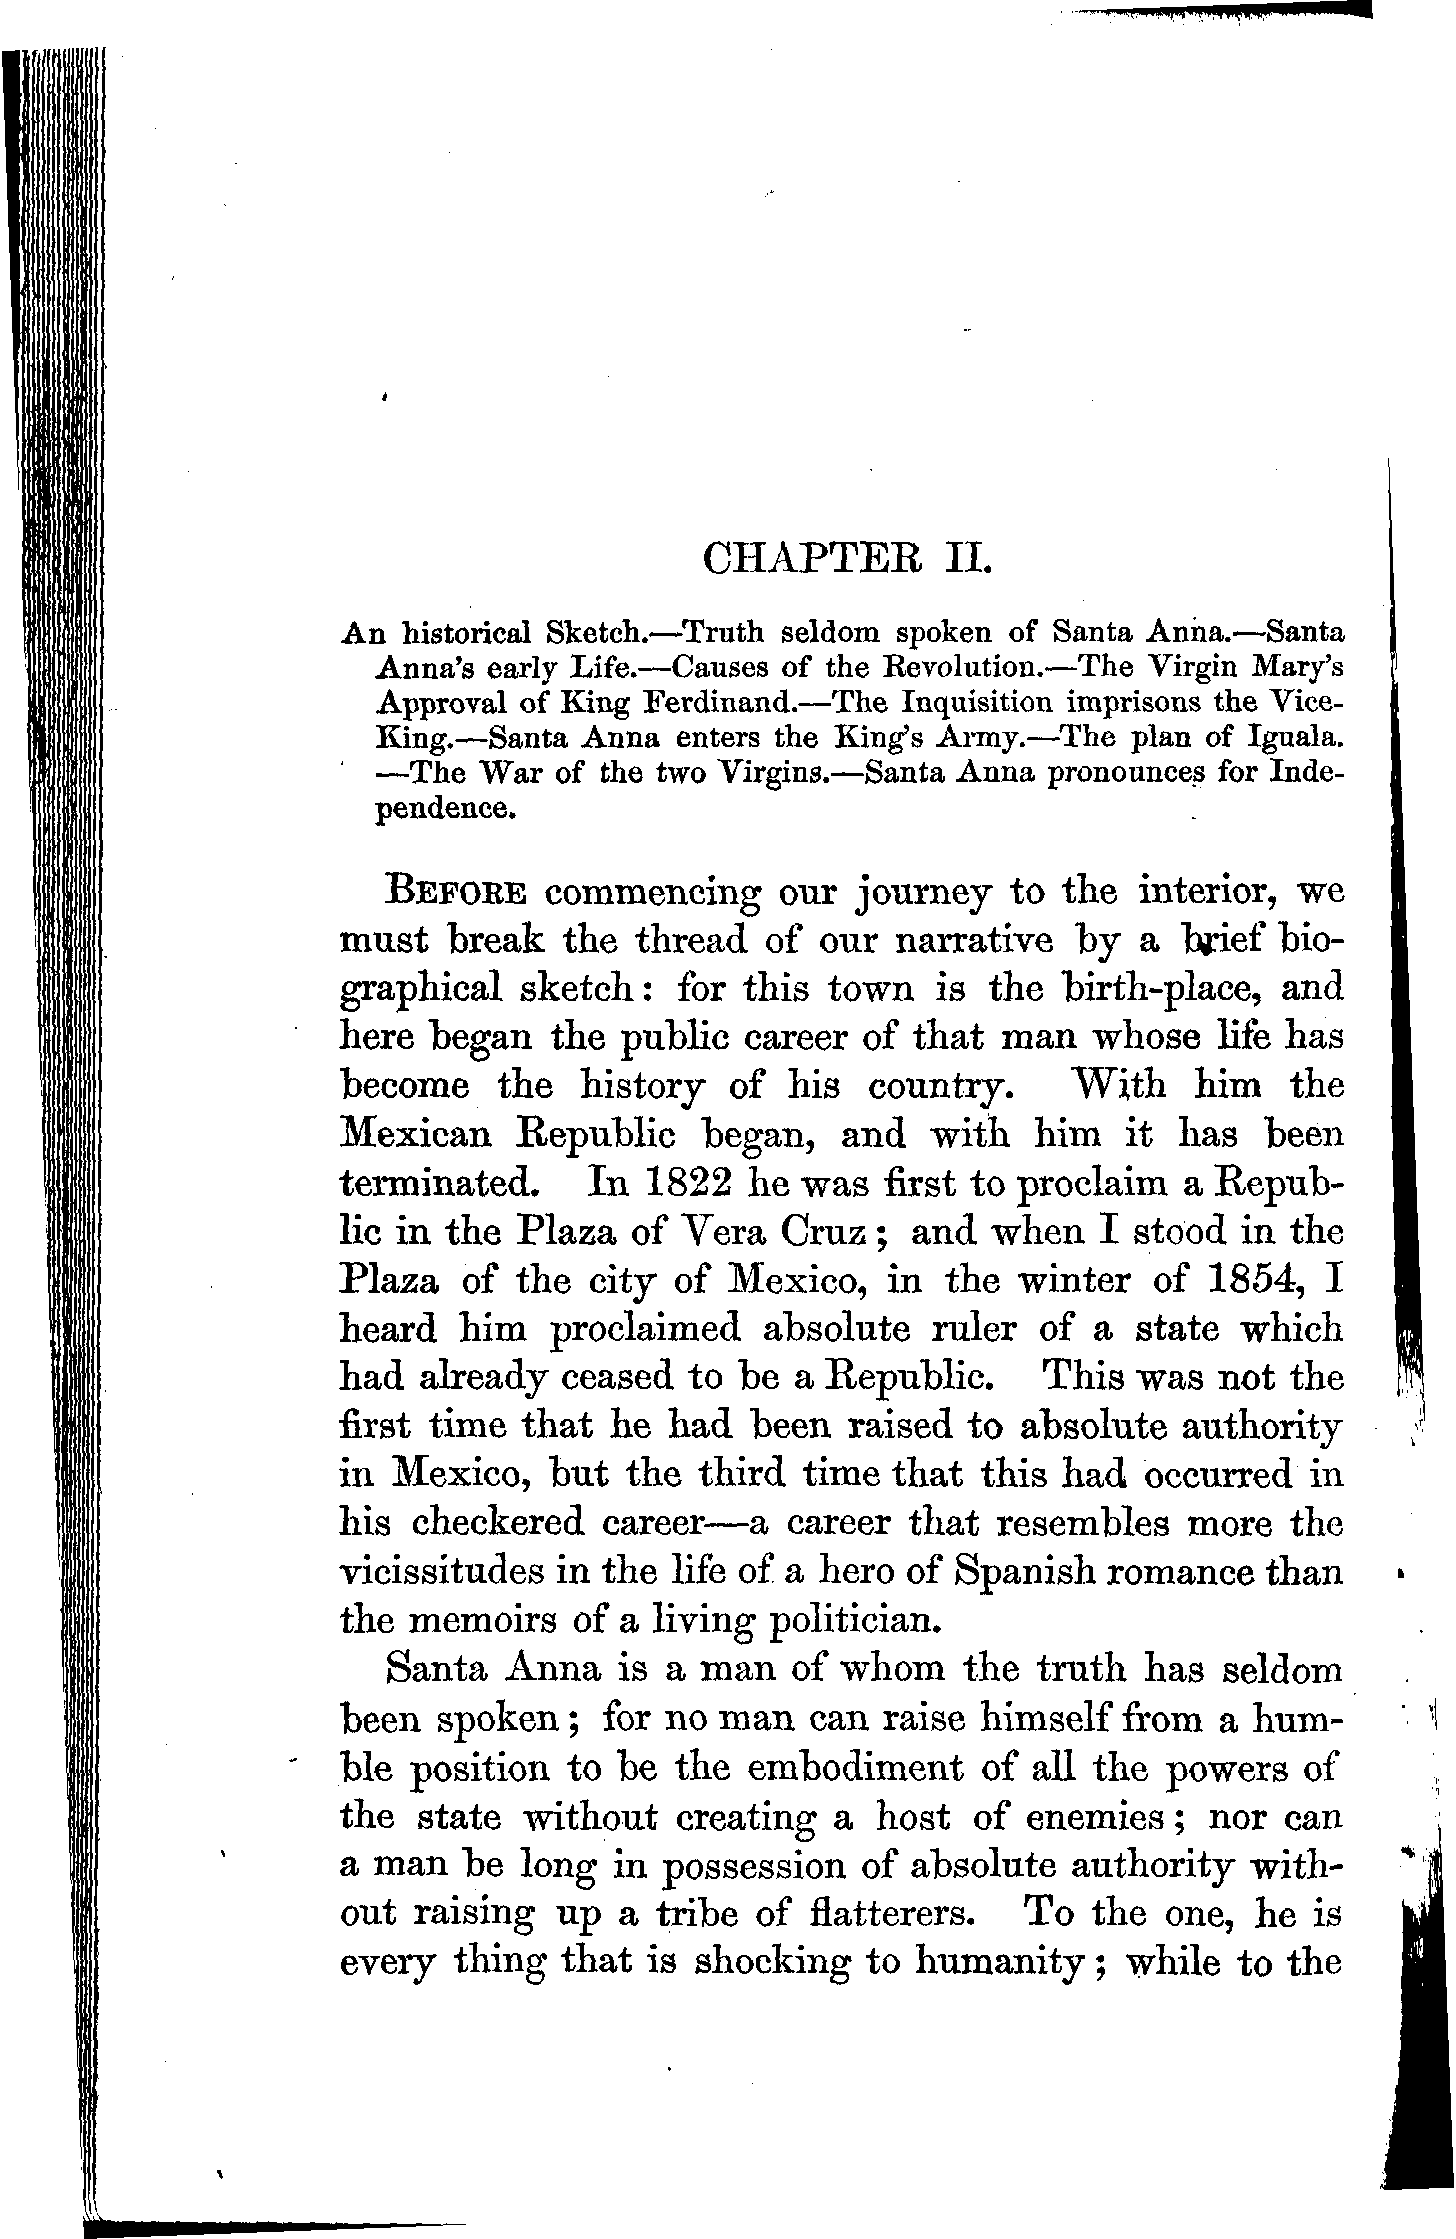 CHAPTER II.
An historical Sketch.—Truth seldom spoken of Santa Anna.—Santa
Anna's early Life.—Causes of the Revolution.—The Virgin Mary's
Approval of King Ferdinand.—The Inquisition imprisons the Vice-
King.—Santa Anna enters the King's Army.—The plan of Iguala.
—The War of the two Virgins.—Santa Anna pronounces for Inde-
pendence.
BEFORE commencing our journey to the interior, we
must break the thread of our narrative by a brief bio-
graphical sketch: for this town is the birth-place, and
here began the public career of that man whose life has
become the history of his country. With him the
Mexican Republic began, and with him it has been
terminated. In 1822 he was first to proclaim a Repub-
lic in the Plaza of Vera Cruz; and when I stood in the
Plaza of the city of Mexico, in the winter of 1854, I
heard him proclaimed absolute ruler of a state which
had already ceased to be a Republic. This was not the
first time that he had been raised to absolute authority
in Mexico, but the third time that this had occurred in
his checkered career—a career that resembles more the
vicissitudes in the life of a hero of Spanish romance than
the memoirs of a living politician.
Santa Anna is a man of whom the truth has seldom
been spoken; for no man can raise himself from a hum-
ble position to be the embodiment of all the powers of
the state without creating a host of enemies; nor can
a man be long in possession of absolute authority with-
out raising up a tribe of flatterers. To the one, he is
every thing that is shocking to humanity; while to the